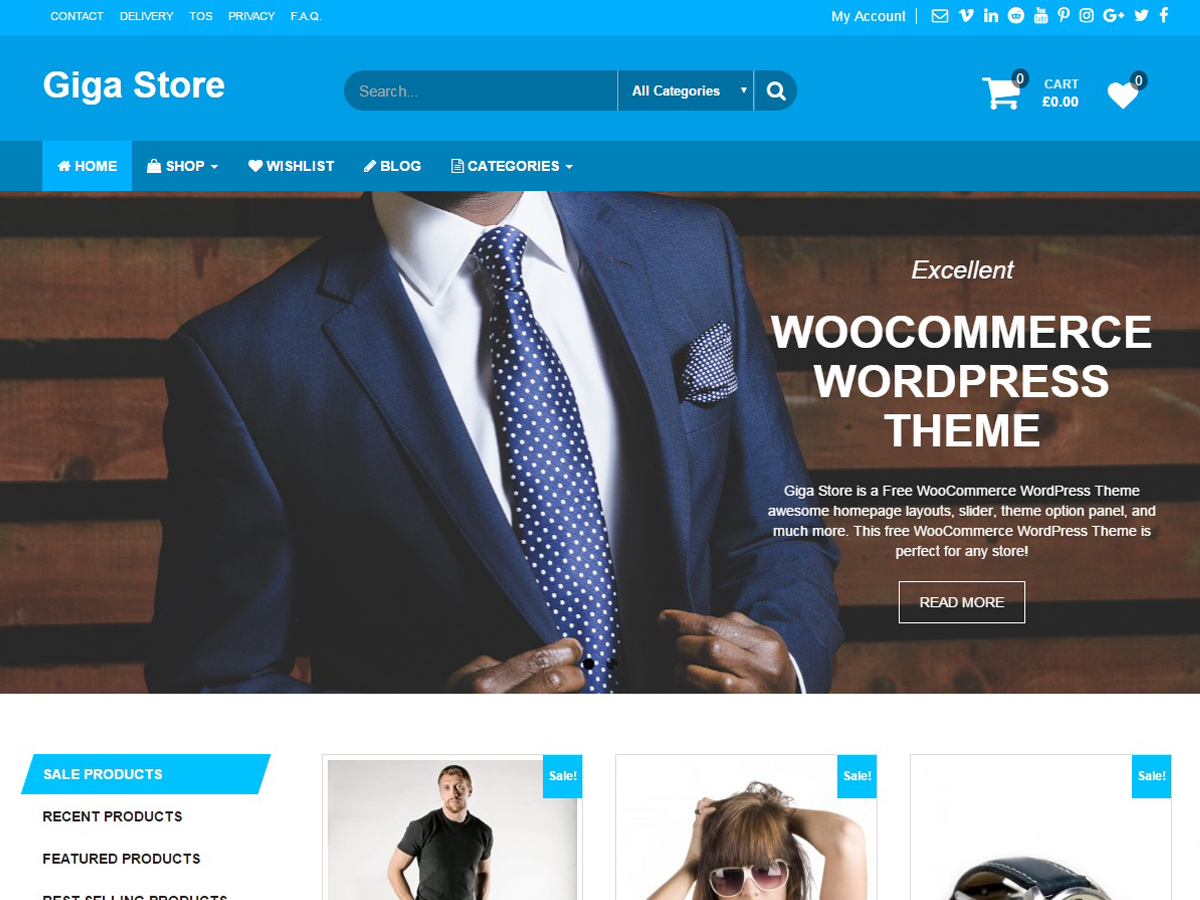 CONTACT DELIVERY TOS PRIVACY F.A.Q. My Account
Giga Store
Search...
All Categories
0
CART
£0.00
0
HOME SHOP WISHLIST BLOG CATEGORIES
Excellent
WOOCOMMERCE
WORDPRESS
THEME
Giga Store is a Free WooCommerce WordPress Theme
awesome homepage layouts, slider, theme option panel, and
much more. This free WooCommerce WordPress Theme is
perfect for any store!
READ MORE
SALE PRODUCTS
RECENT PRODUCTS
FEATURED PRODUCTS
BEST SELLING PRODUCTS
Sale!
Sale!
Sale!